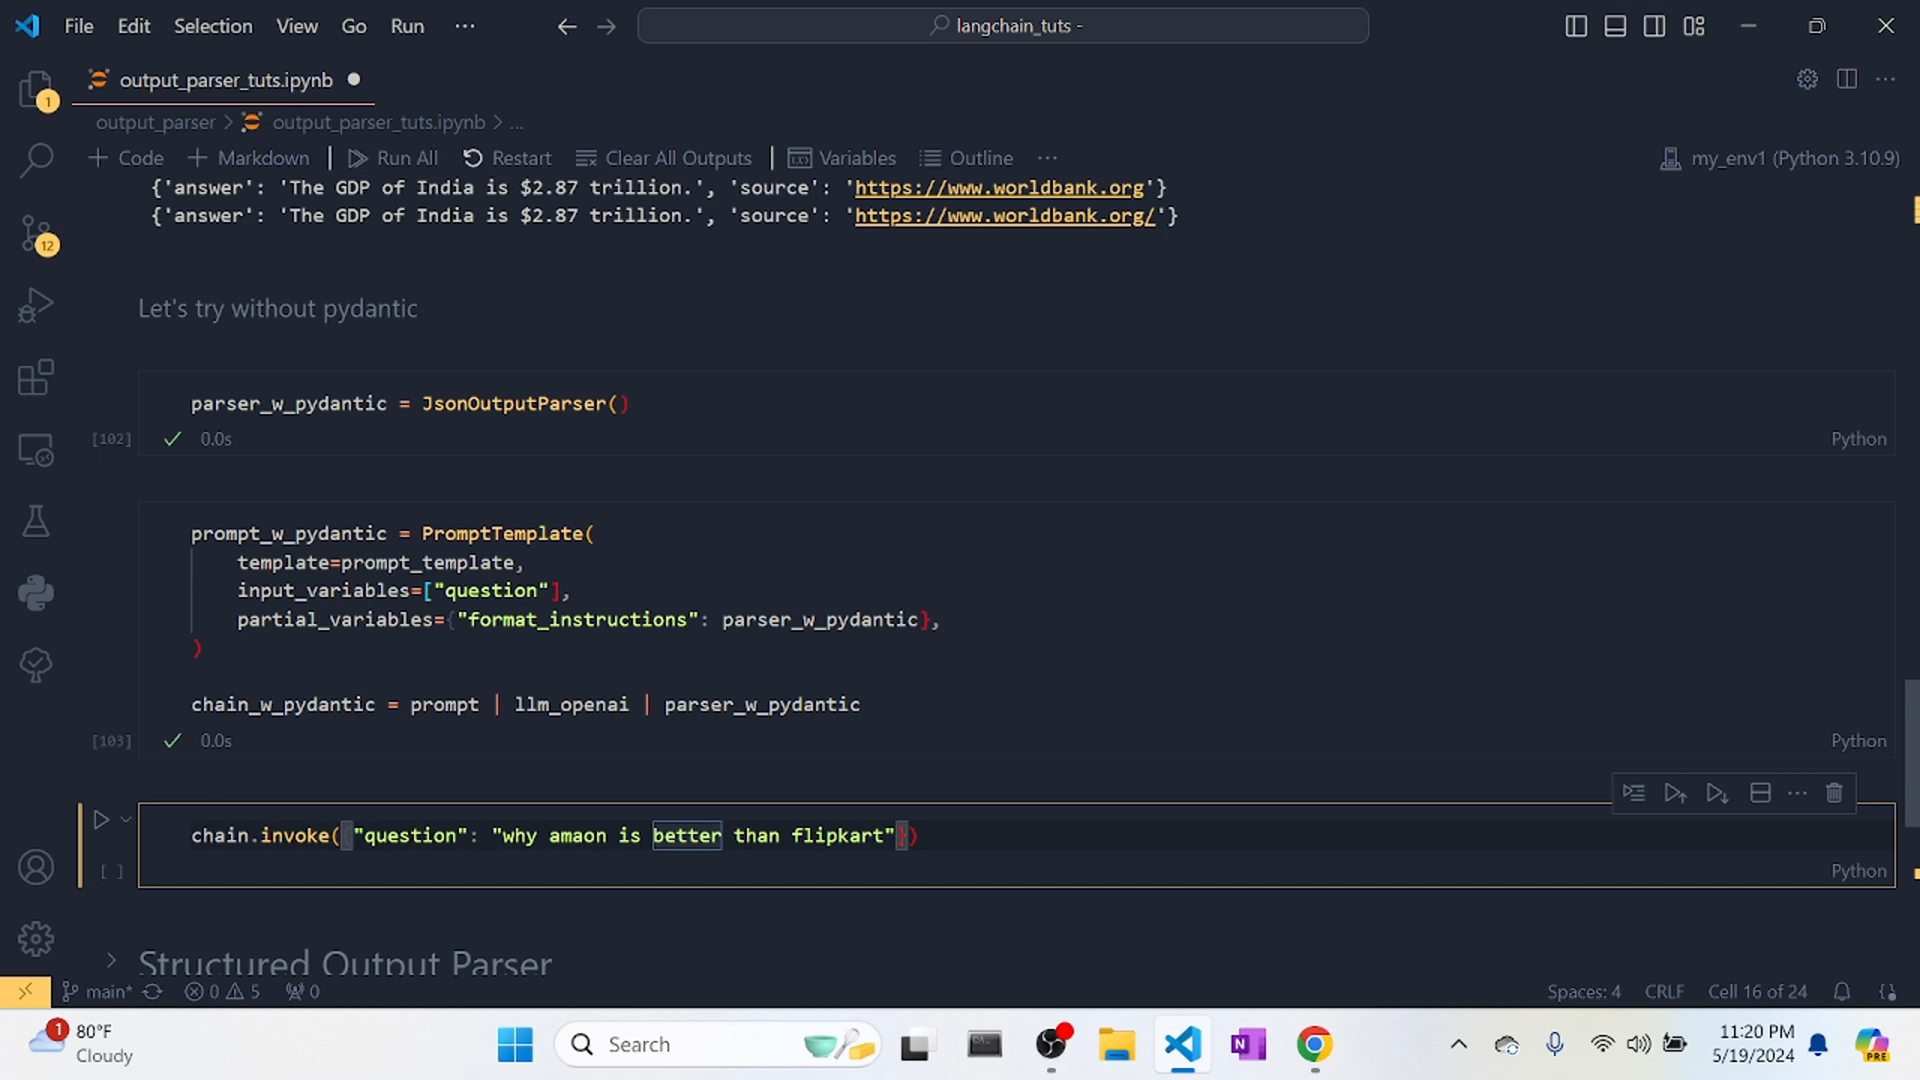 File Edit Selection View Go Run ...
langchain_tuts -
output_parser_tuts.ipynb
1
output_parser > output_parser_tuts.ipynb > ...
+ Code + Markdown | Run All Restart Clear All Outputs | Variables Outline ...
my_env1 (Python 3.10.9)
{'answer': 'The GDP of India is $2.87 trillion.', 'source': 'https://www.worldbank.org'}
{'answer': 'The GDP of India is $2.87 trillion.', 'source': 'https://www.worldbank.org/'}
12
Let's try without pydantic
parser_w_pydantic = JsonOutputParser()
[102] 0.0s Python
prompt_w_pydantic = PromptTemplate(
template=prompt_template,
input_variables=["question"],
partial_variables={"format_instructions": parser_w_pydantic},
)
chain_w_pydantic = prompt | llm_openai | parser_w_pydantic
[103] 0.0s Python
chain.invoke({"question": "why amaon is better than flipkart"})
[ ] Python
Structured Output Parser
main* 0 5 0 Spaces: 4 CRLF Cell 16 of 24
1 80°F
Cloudy
Search
N
11:20 PM
5/19/2024
PRE